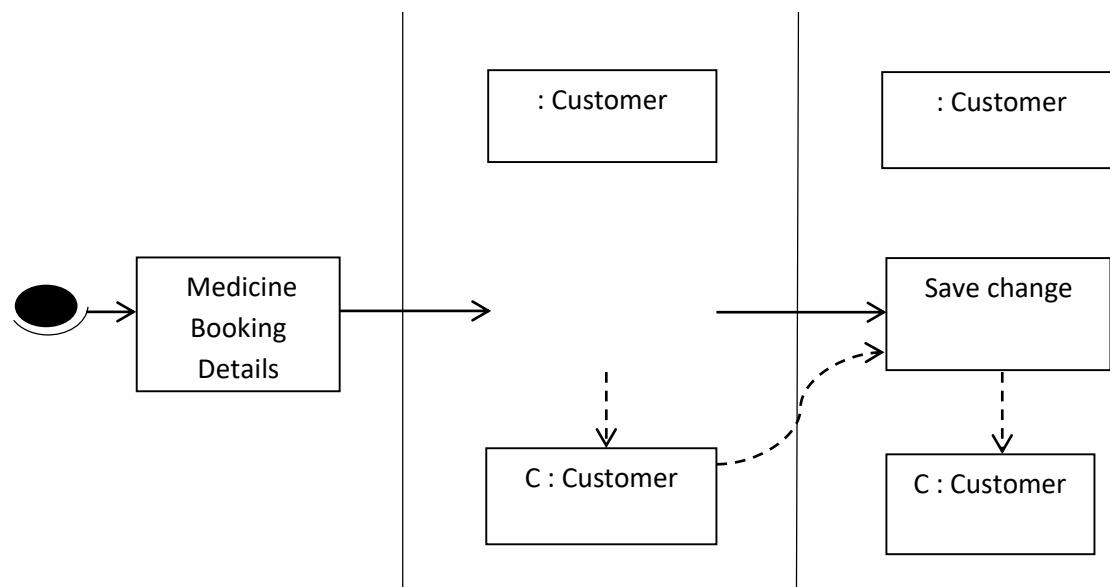 : Customer
: Customer
Medicine
Booking
Details
Save change
C : Customer
C : Customer